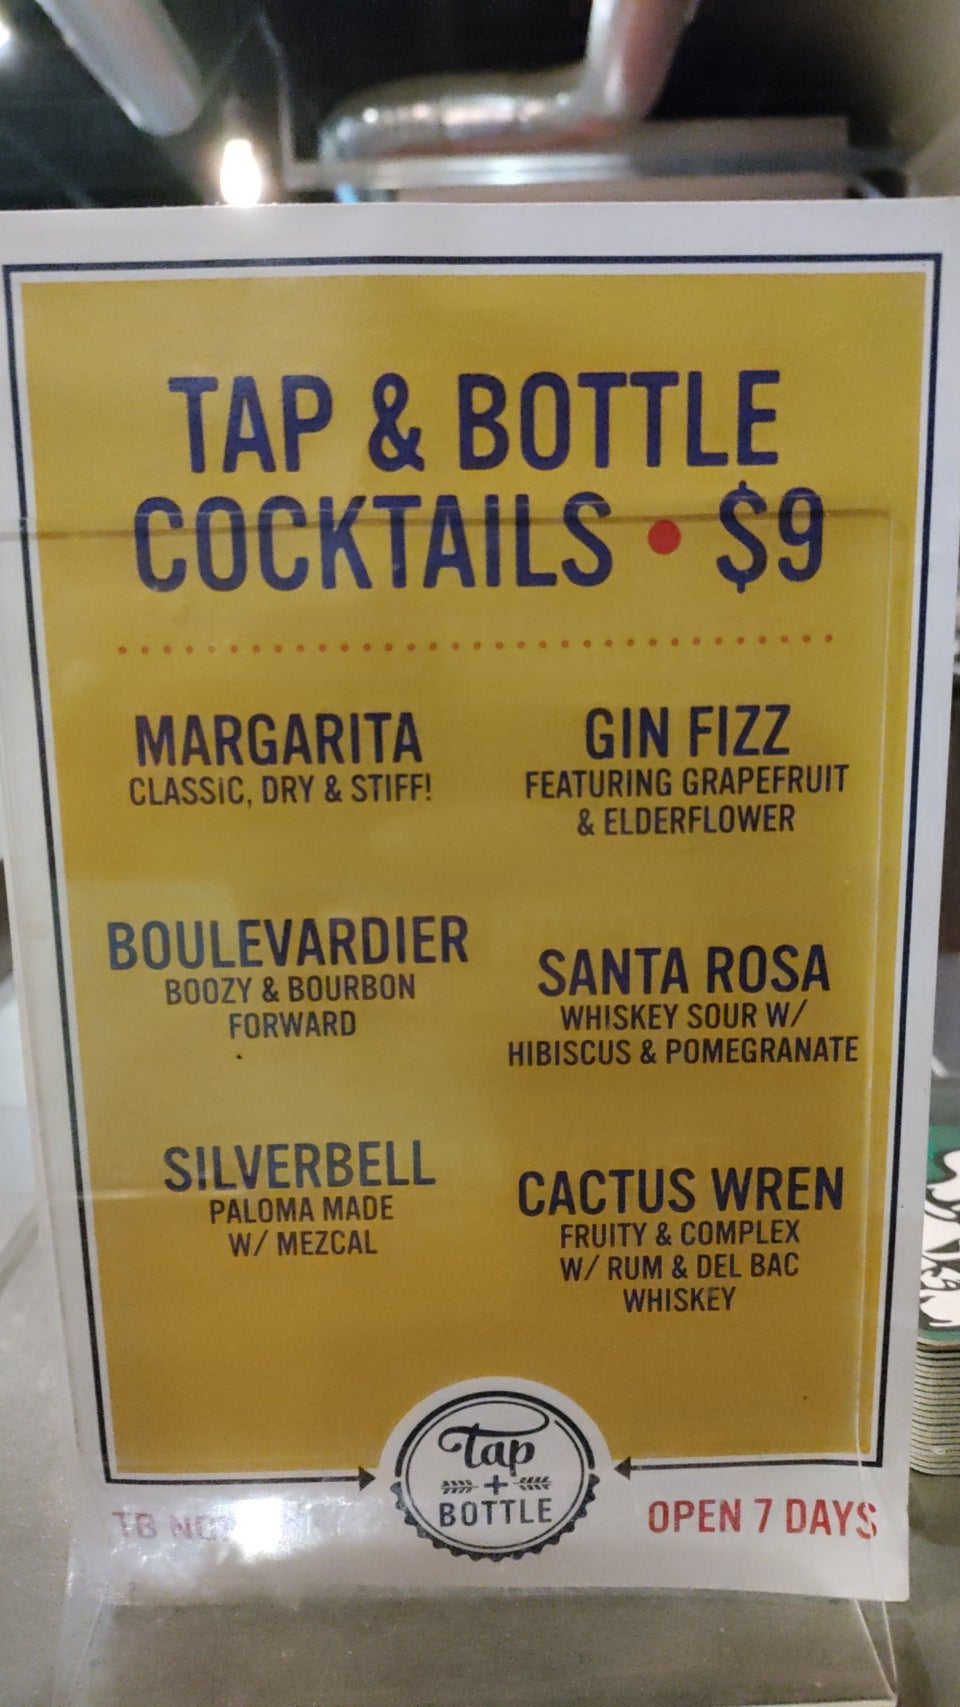 TAP & BOTTLE
COCKTAILS • $9
MARGARITA
CLASSIC, DRY & STIFF!
GIN FIZZ
FEATURING GRAPEFRUIT
& ELDERFLOWER
BOULEVARDIER
BOOZY & BOURBON
FORWARD
SANTA ROSA
WHISKEY SOUR W/
HIBISCUS & POMEGRANATE
SILVERBELL
PALOMA MADE
W/ MEZCAL
CACTUS WREN
FRUITY & COMPLEX
W/ RUM & DEL BAC
WHISKEY
tap
+
BOTTLE
TB
OPEN 7 DAYS